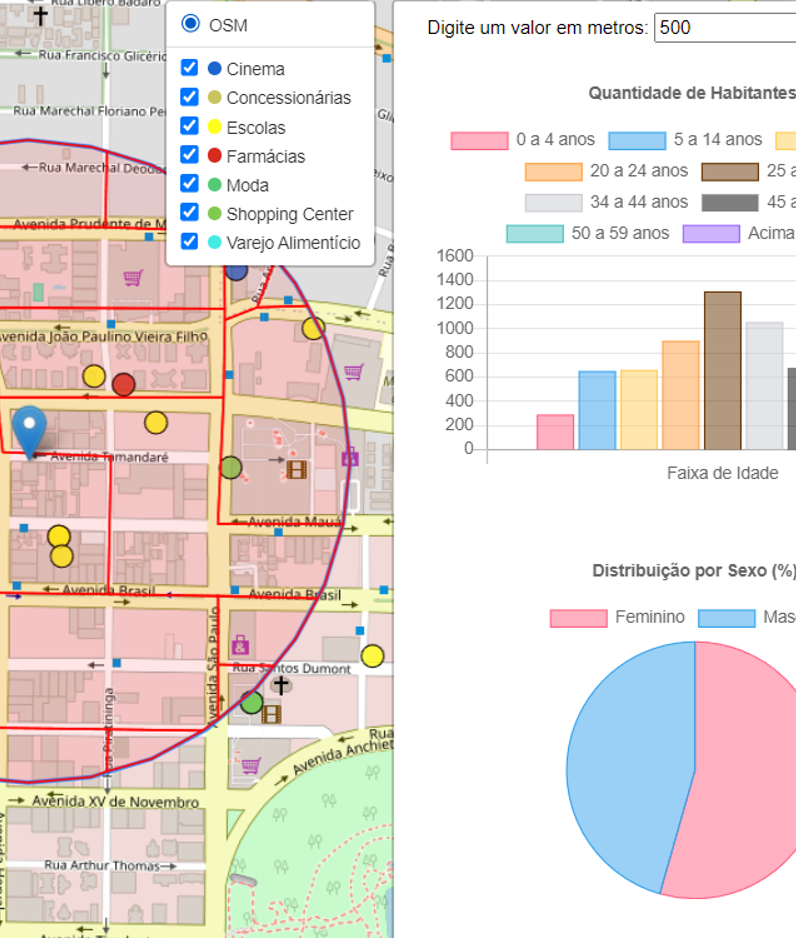 Rua Líbero Badaró
Rua Francisco Glicério
Rua Marechal Floriano Pei
Rua Marechal Deodo
Avenida Prudente de M
Avenida João Paulino Vieira Filho
Avenida Tamandaré
Avenida Mauá
Avenida Brasil
Avenida Brasil
Avenida São Paulo
Rua Santos Dumont
Rua Piratininga
Rua
Avenida Anchiet
Avenida XV de Novembro
Rua Arthur Thomas
OSM
Cinema
Concessionárias
Escolas
Farmácias
Moda
Shopping Center
Varejo Alimentício
Digite um valor em metros: 500
Quantidade de Habitantes
0 a 4 anos 5 a 14 anos
20 a 24 anos 25 a
34 a 44 anos 45 a
50 a 59 anos Acima
1600
1400
1200
1000
800
600
400
200
0
Faixa de Idade
Distribuição por Sexo (%)
Feminino Mas